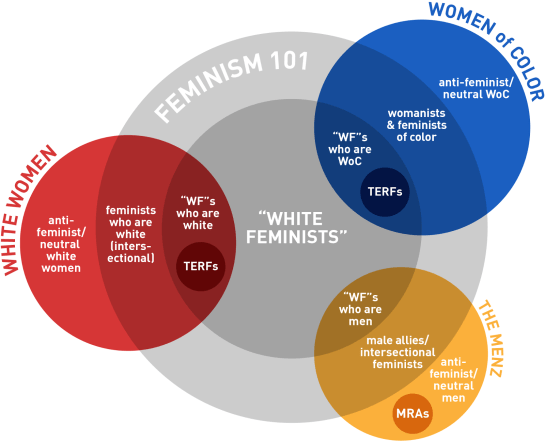 FEMINISM 101
WOMEN of COLOR
anti-feminist/
neutral WoC
womanists
& feminists
of color
"WF"s
who are
WoC
TERFs
WHITE WOMEN
anti-
feminist/
neutral
white
women
feminists
who are
white
(inters-
ectional)
"WF"s
who are
white
TERFs
"WHITE
FEMINISTS"
THE MENZ
"WF"s
who are
men
male allies/
intersectional
feminists
anti-
feminist/
neutral
men
MRAs